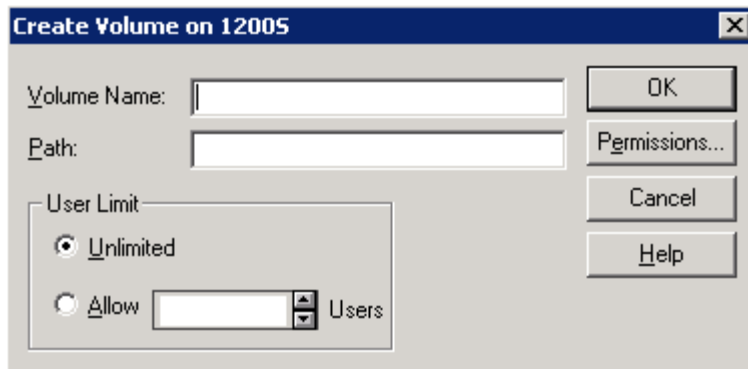 Create Volume on 1200S
Volume Name:
OK
Path:
Permissions...
User Limit
Cancel
Unlimited
Help
Allow
Users